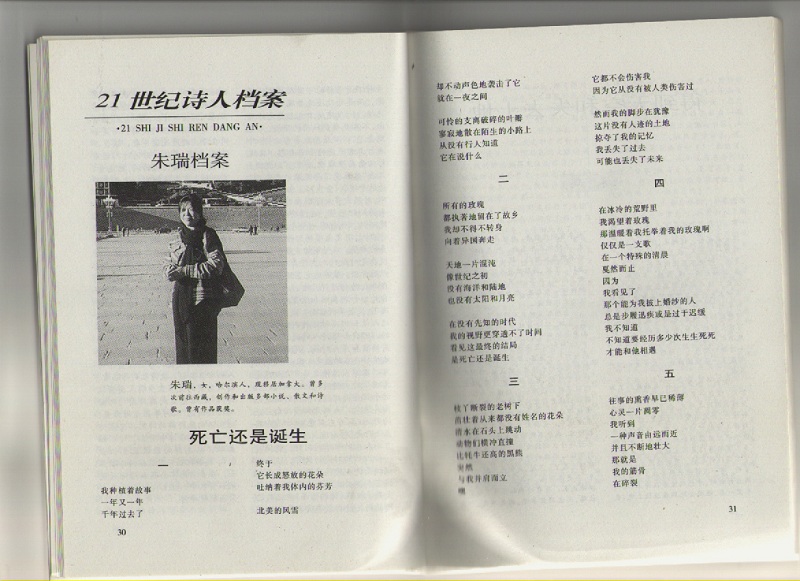 21 世纪诗人档案
·21 SHI JI SHI REN DANG AN·
朱瑞档案
朱瑞，女，哈尔滨人，现移居加拿大。曾多
次前往西藏，创作和出版多部小说、散文和诗
歌，曾有作品获奖。
死亡还是诞生
一
我种植着故事
一年又一年
千年过去了
终于
它长成怒放的花朵
吐纳着我体内的芬芳
北美的风雪
30
却不动声色地袭击了它
就在一夜之间
可怜的支离破碎的叶瓣
寥寂地散在陌生的小路上
从没有行人知道
它在说什么
二
所有的玫瑰
都执著地留在了故乡
我却不得不转身
向着异国奔走
天地一片混沌
像世纪之初
没有海洋和陆地
也没有太阳和月亮
在没有先知的时代
我的视野更穿透不了时间
看见这最终的结局
是死亡还是诞生
三
枝丫断裂的老树下
茁壮着从来都没有姓名的花朵
清水在石头上跳动
动物们横冲直撞
比牦牛还高的黑熊
突然
与我并肩而立
嘿
它都不会伤害我
因为它从没有被人类伤害过
然而我的脚步在犹豫
这片没有人迹的土地
掠夺了我的记忆
我丢失了过去
可能也丢失了未来
四
在冰冷的荒野里
我渴望着玫瑰
那温暖着我托举着我的玫瑰啊
仅仅是一支歌
在一个特殊的清晨
戛然而止
因为
我看见了
那个能为我披上婚纱的人
总是步履迅疾或是过于迟缓
我不知道
不知道要经历多少次生生死死
才能和他相遇
五
往事的熏香早已稀薄
心灵一片凋零
我听到
一种声音由远而近
并且不断地壮大
那就是
我的筋骨
在碎裂
31